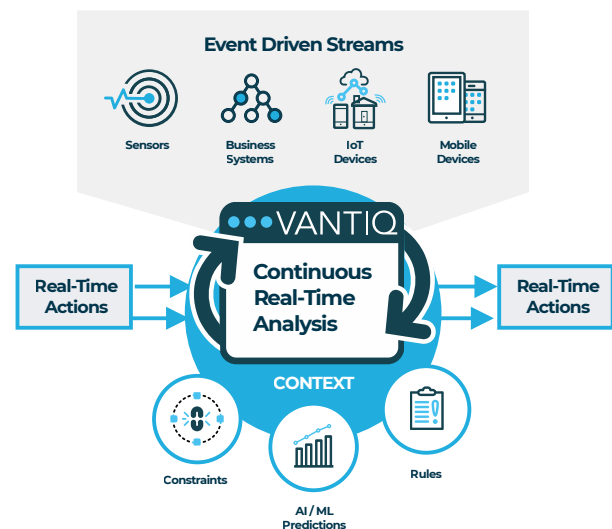 Event Driven Streams
Sensors
Business
Systems
IoT
Devices
Mobile
Devices
VANTIQ
Continuous
Real-Time
Analysis
Real-Time
Actions
Real-Time
Actions
CONTEXT
Constraints
AI / ML
Predictions
Rules